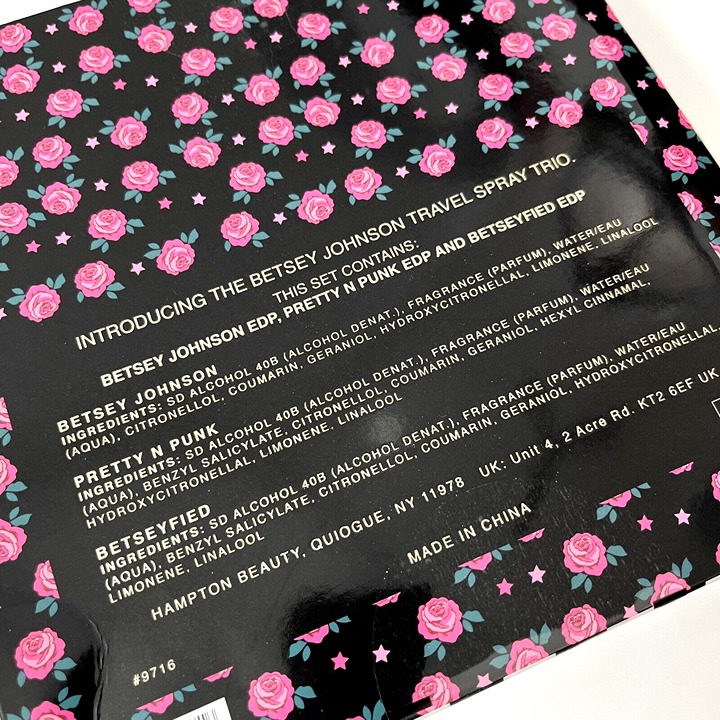 INTRODUCING THE BETSEY JOHNSON TRAVEL SPRAY TRIO.
THIS SET CONTAINS:
BETSEY JOHNSON EDP, PRETTY N PUNK EDP AND BETSEYFIED EDP
BETSEY JOHNSON
INGREDIENTS: SD ALCOHOL 40B (ALCOHOL DENAT.), FRAGRANCE (PARFUM), WATER/EAU
(AQUA), CITRONELLOL, COUMARIN, GERANIOL, HYDROXYCITRONELLAL, LIMONENE, LINALOOL
PRETTY N PUNK
INGREDIENTS: SD ALCOHOL 40B (ALCOHOL DENAT.), FRAGRANCE (PARFUM), WATER/EAU
(AQUA), BENZYL SALICYLATE, CITRONELLOL, COUMARIN, GERANIOL, HEXYL CINNAMAL,
HYDROXYCITRONELLAL, LIMONENE, LINALOOL
BETSEYFIED
INGREDIENTS: SD ALCOHOL 40B (ALCOHOL DENAT.), FRAGRANCE (PARFUM), WATER/EAU
(AQUA), BENZYL SALICYLATE, CITRONELLOL, COUMARIN, GERANIOL, HYDROXYCITRONELLAL,
LIMONENE, LINALOOL
HAMPTON BEAUTY, QUIOGUE, NY 11978 UK: Unit 4, 2 Acre Rd. KT2 6EF UK
MADE IN CHINA
#9716